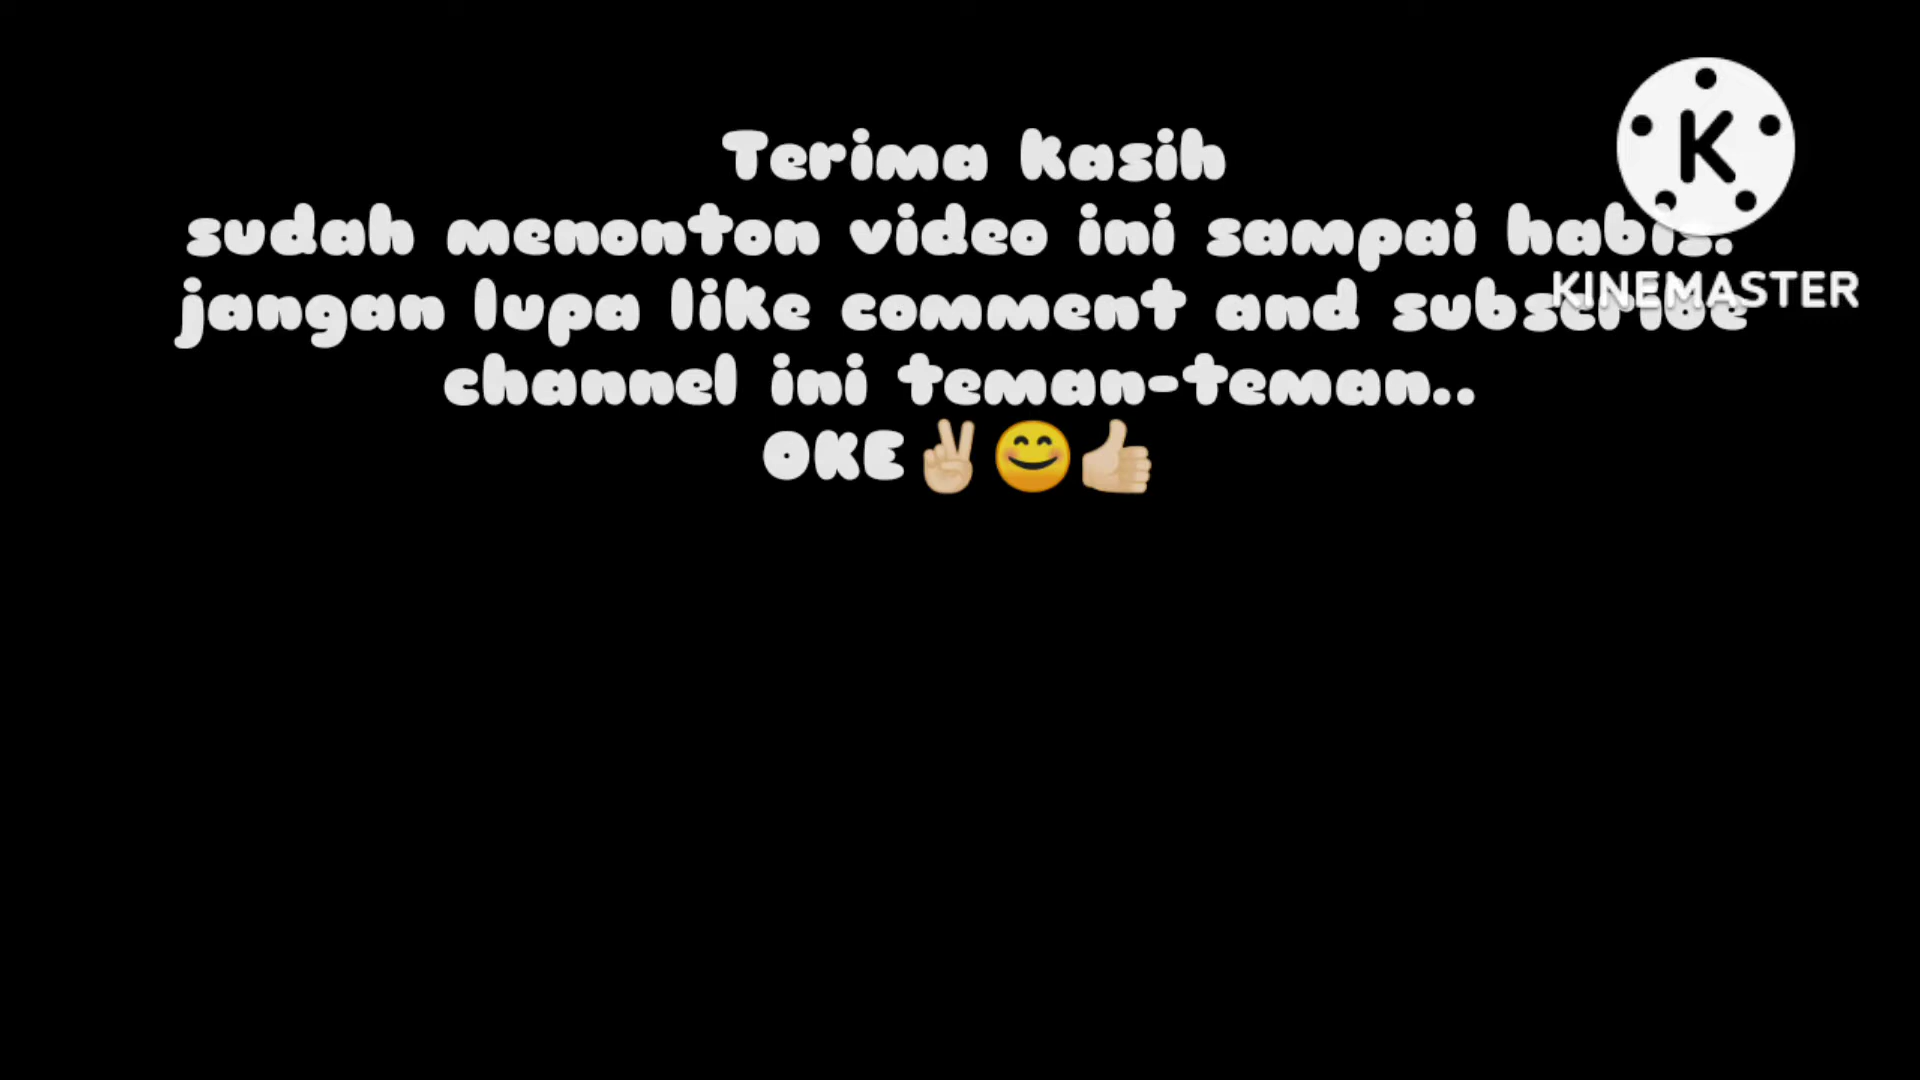 Terima Kasih
sudah menonton video ini sampai habis.
jangan lupa like comment and subscribe
channel ini teman-teman..
OKE✌🏼😊👍🏼
K
KINEMASTER